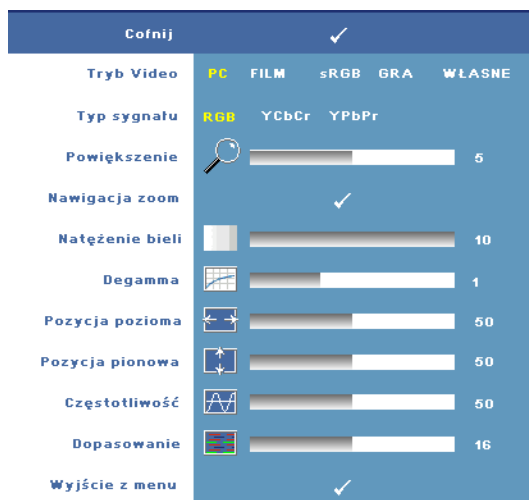 Cofnij
Tryb Video PC FILM sRGB GRA WŁASNE
Typ sygnału RGB YCbCr YPbPr
Powiększenie 5
Nawigacja zoom
Natężenie bieli 10
Degamma 1
Pozycja pozioma 50
Pozycja pionowa 50
Częstotliwość 50
Dopasowanie 16
Wyjście z menu